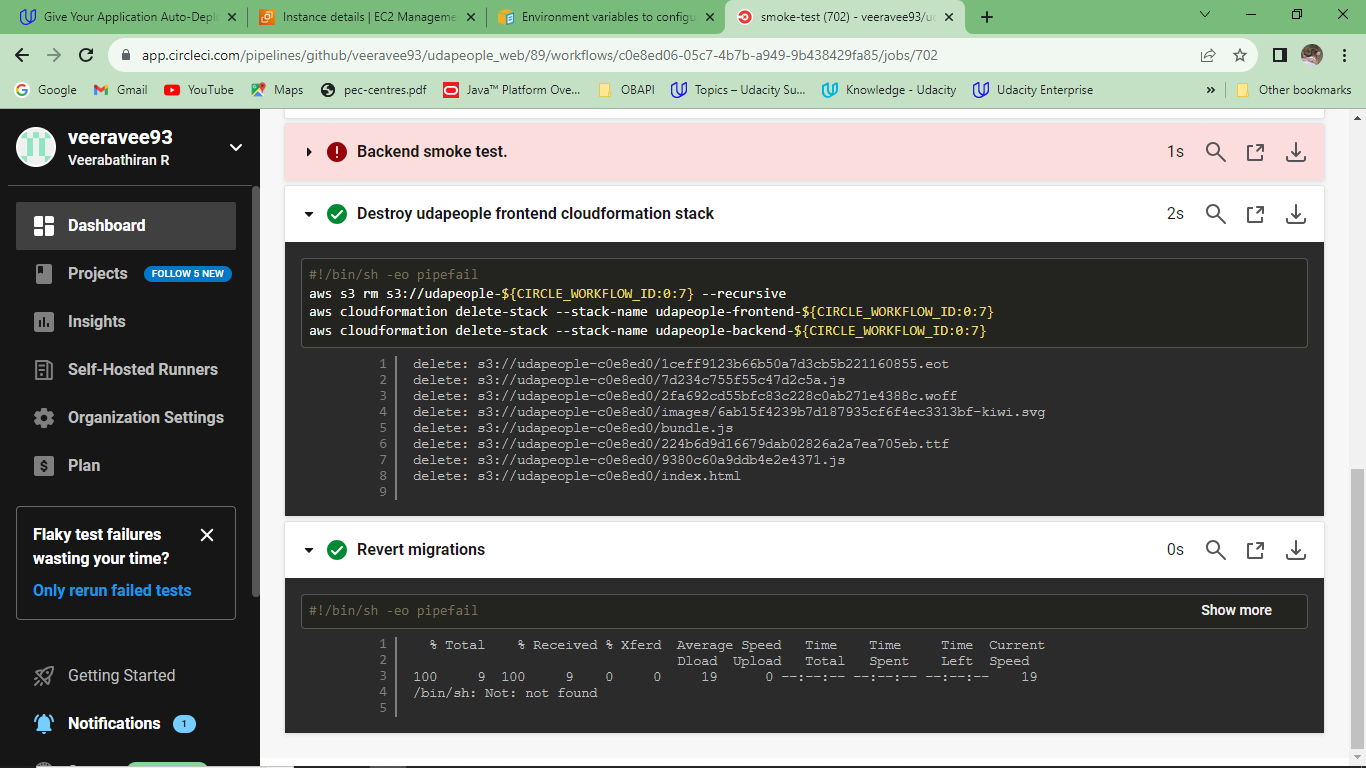 Give Your Application Auto-Depl
Instance details | EC2 Manageme
Environment variables to configu
smoke-test (702) - veeravee93/u
app.circleci.com/pipelines/github/veeravee93/udapeople_web/89/workflows/c0e8ed06-05c7-4b7b-a949-9b438429fa85/jobs/702
Google
Gmail
YouTube
Maps
pec-centres.pdf
Java™ Platform Ove...
OBAPI
Topics – Udacity Su...
Knowledge - Udacity
Udacity Enterprise
»
Other bookmarks
veeravee93
Veerabathiran R
Dashboard
Projects FOLLOW 5 NEW
Insights
Self-Hosted Runners
Organization Settings
Plan
Flaky test failures
wasting your time?
Only rerun failed tests
Getting Started
Notifications 1
Backend smoke test. 1s
Destroy udapeople frontend cloudformation stack 2s
#!/bin/sh -eo pipefail
aws s3 rm s3://udapeople-${CIRCLE_WORKFLOW_ID:0:7} --recursive
aws cloudformation delete-stack --stack-name udapeople-frontend-${CIRCLE_WORKFLOW_ID:0:7}
aws cloudformation delete-stack --stack-name udapeople-backend-${CIRCLE_WORKFLOW_ID:0:7}
1 delete: s3://udapeople-c0e8ed0/1ceff9123b66b50a7d3cb5b221160855.eot
2 delete: s3://udapeople-c0e8ed0/7d234c755f55c47d2c5a.js
3 delete: s3://udapeople-c0e8ed0/2fa692cd55bfc83c228c0ab271e4388c.woff
4 delete: s3://udapeople-c0e8ed0/images/6ab15f4239b7d187935cf6f4ec3313bf-kiwi.svg
5 delete: s3://udapeople-c0e8ed0/bundle.js
6 delete: s3://udapeople-c0e8ed0/224b6d9d16679dab02826a2a7ea705eb.ttf
7 delete: s3://udapeople-c0e8ed0/9380c60a9ddb4e2e4371.js
8 delete: s3://udapeople-c0e8ed0/index.html
9
Revert migrations 0s
#!/bin/sh -eo pipefail Show more
1 % Total % Received % Xferd Average Speed Time Time Time Current
2 Dload Upload Total Spent Left Speed
3 100 9 100 9 0 0 19 0 --:--:-- --:--:-- --:--:-- 19
4 /bin/sh: Not: not found
5